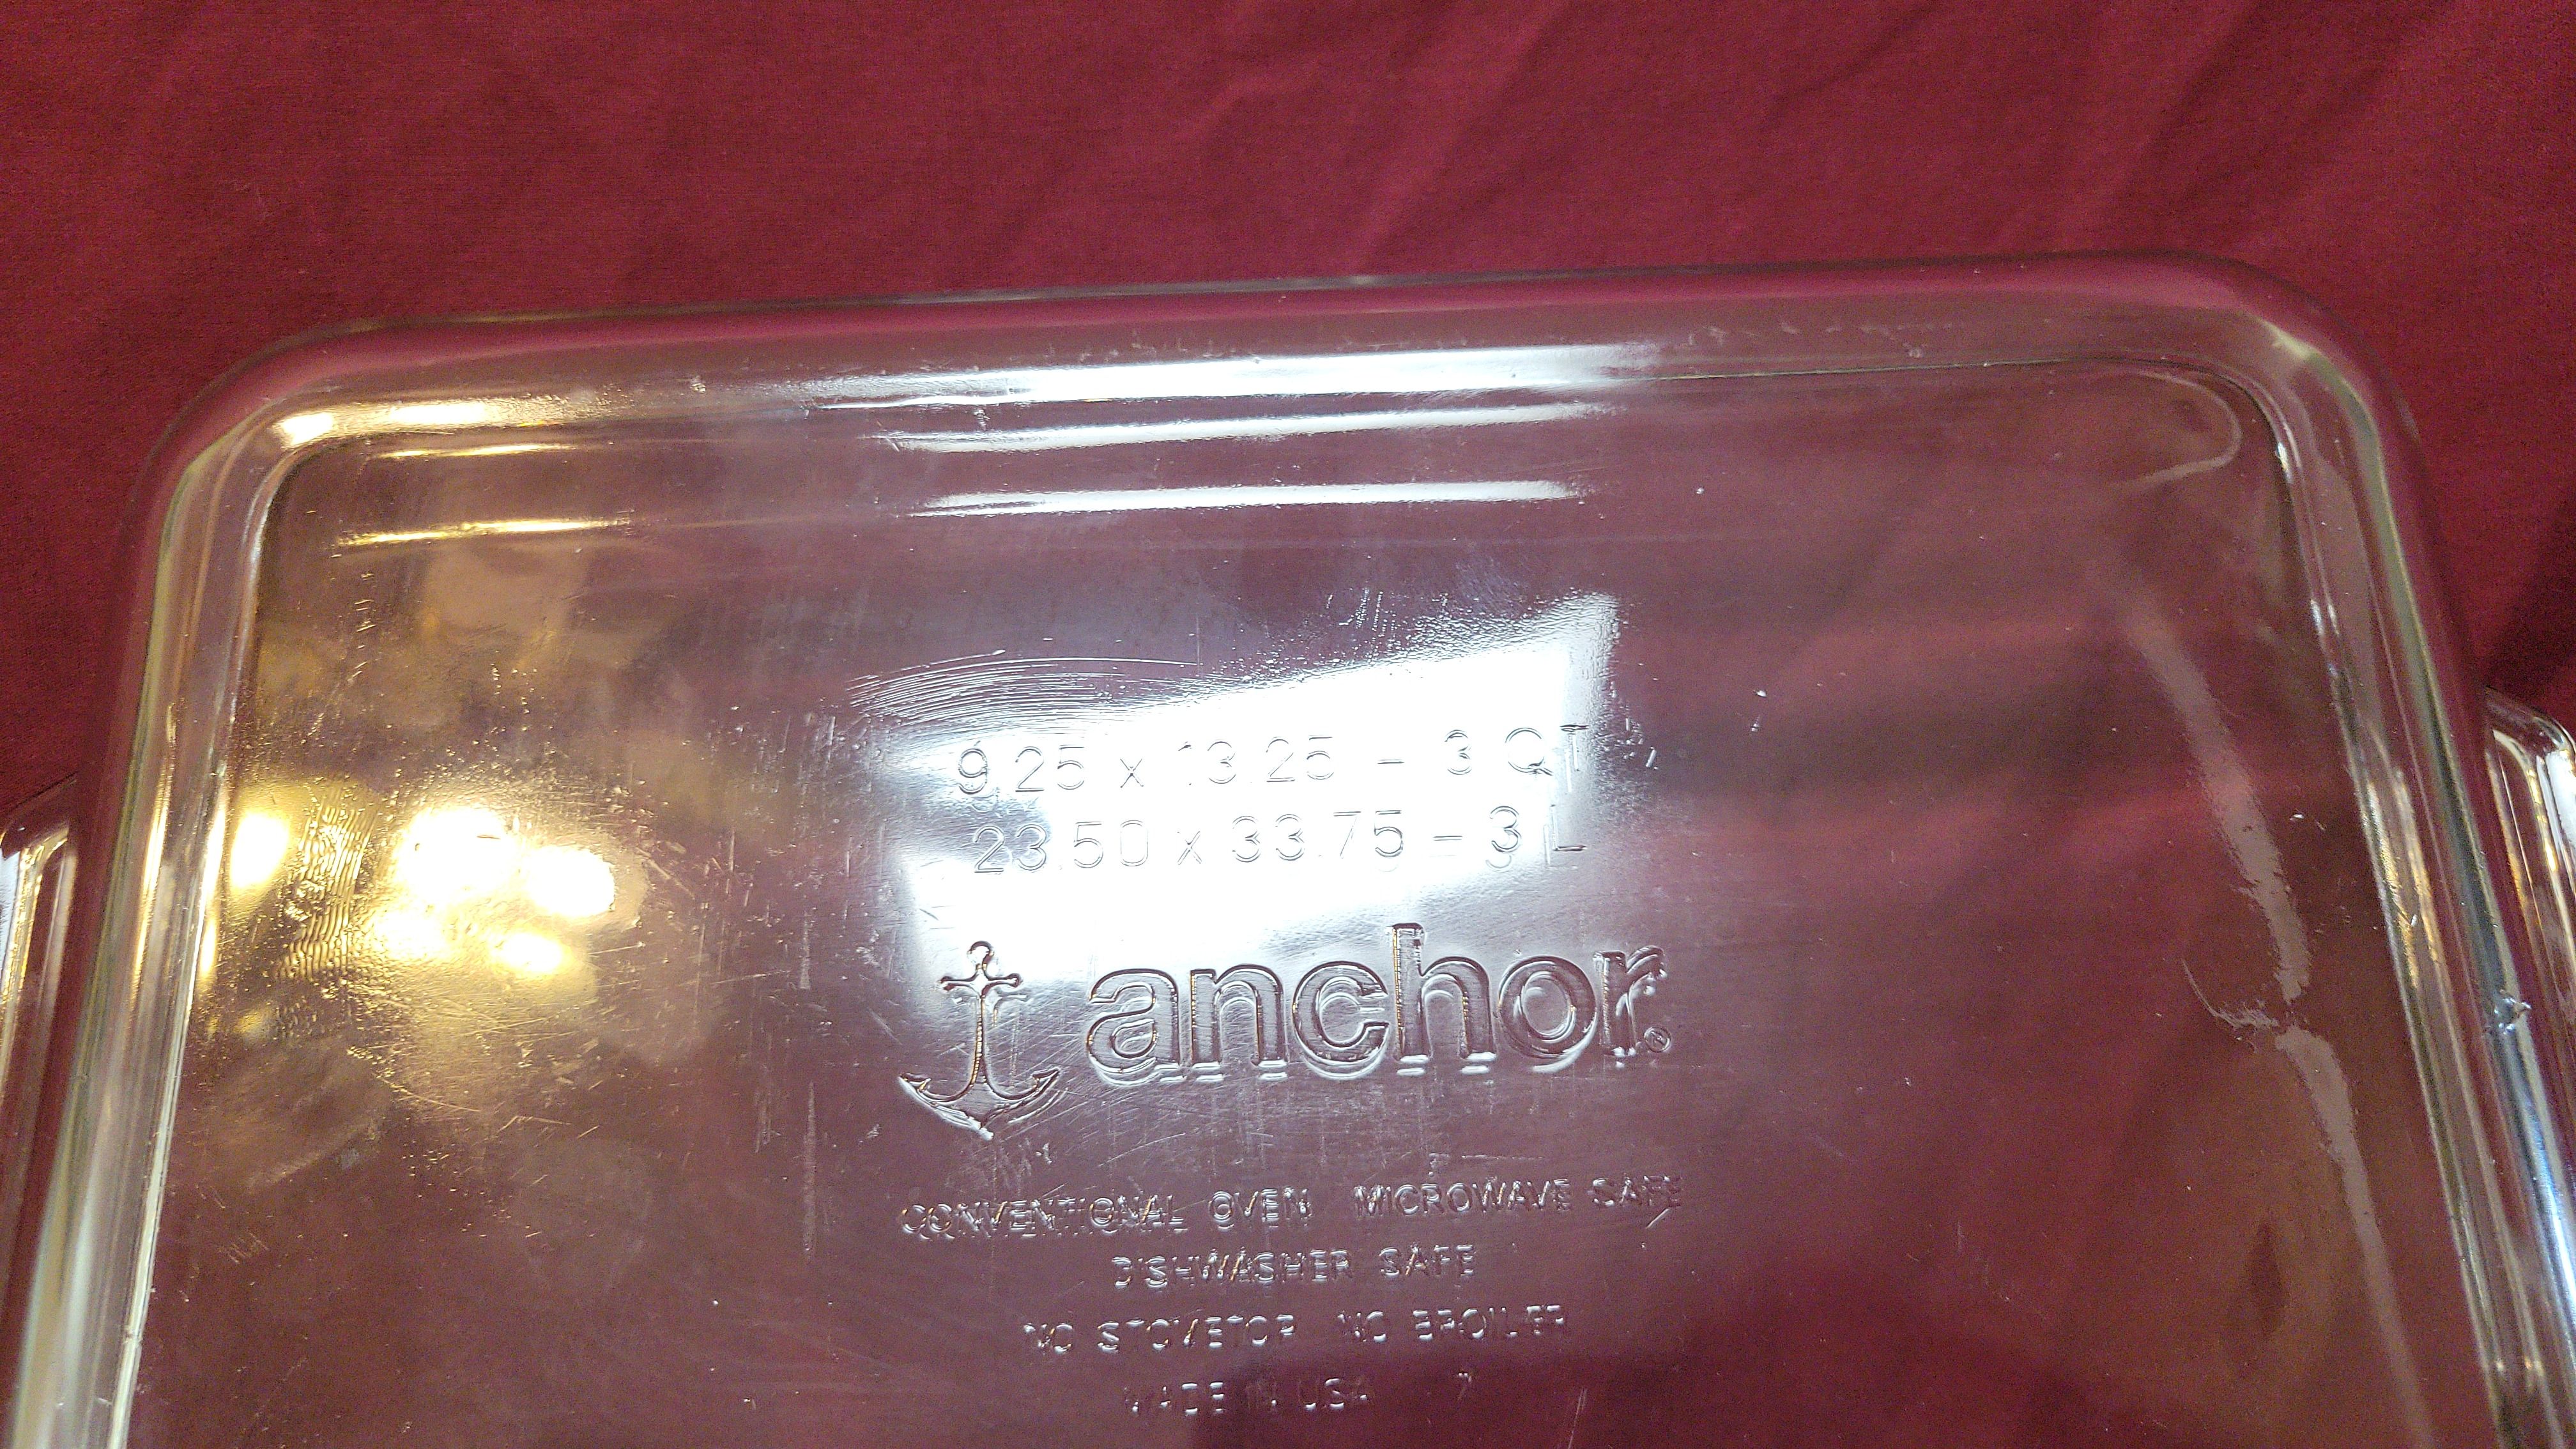 9.25 x 13.25 - 3 QT
23.50 x 33.75 - 3 L
anchor®
CONVENTIONAL OVEN MICROWAVE SAFE
DISHWASHER SAFE
NO STOVETOP NO BROILER
MADE IN USA 7